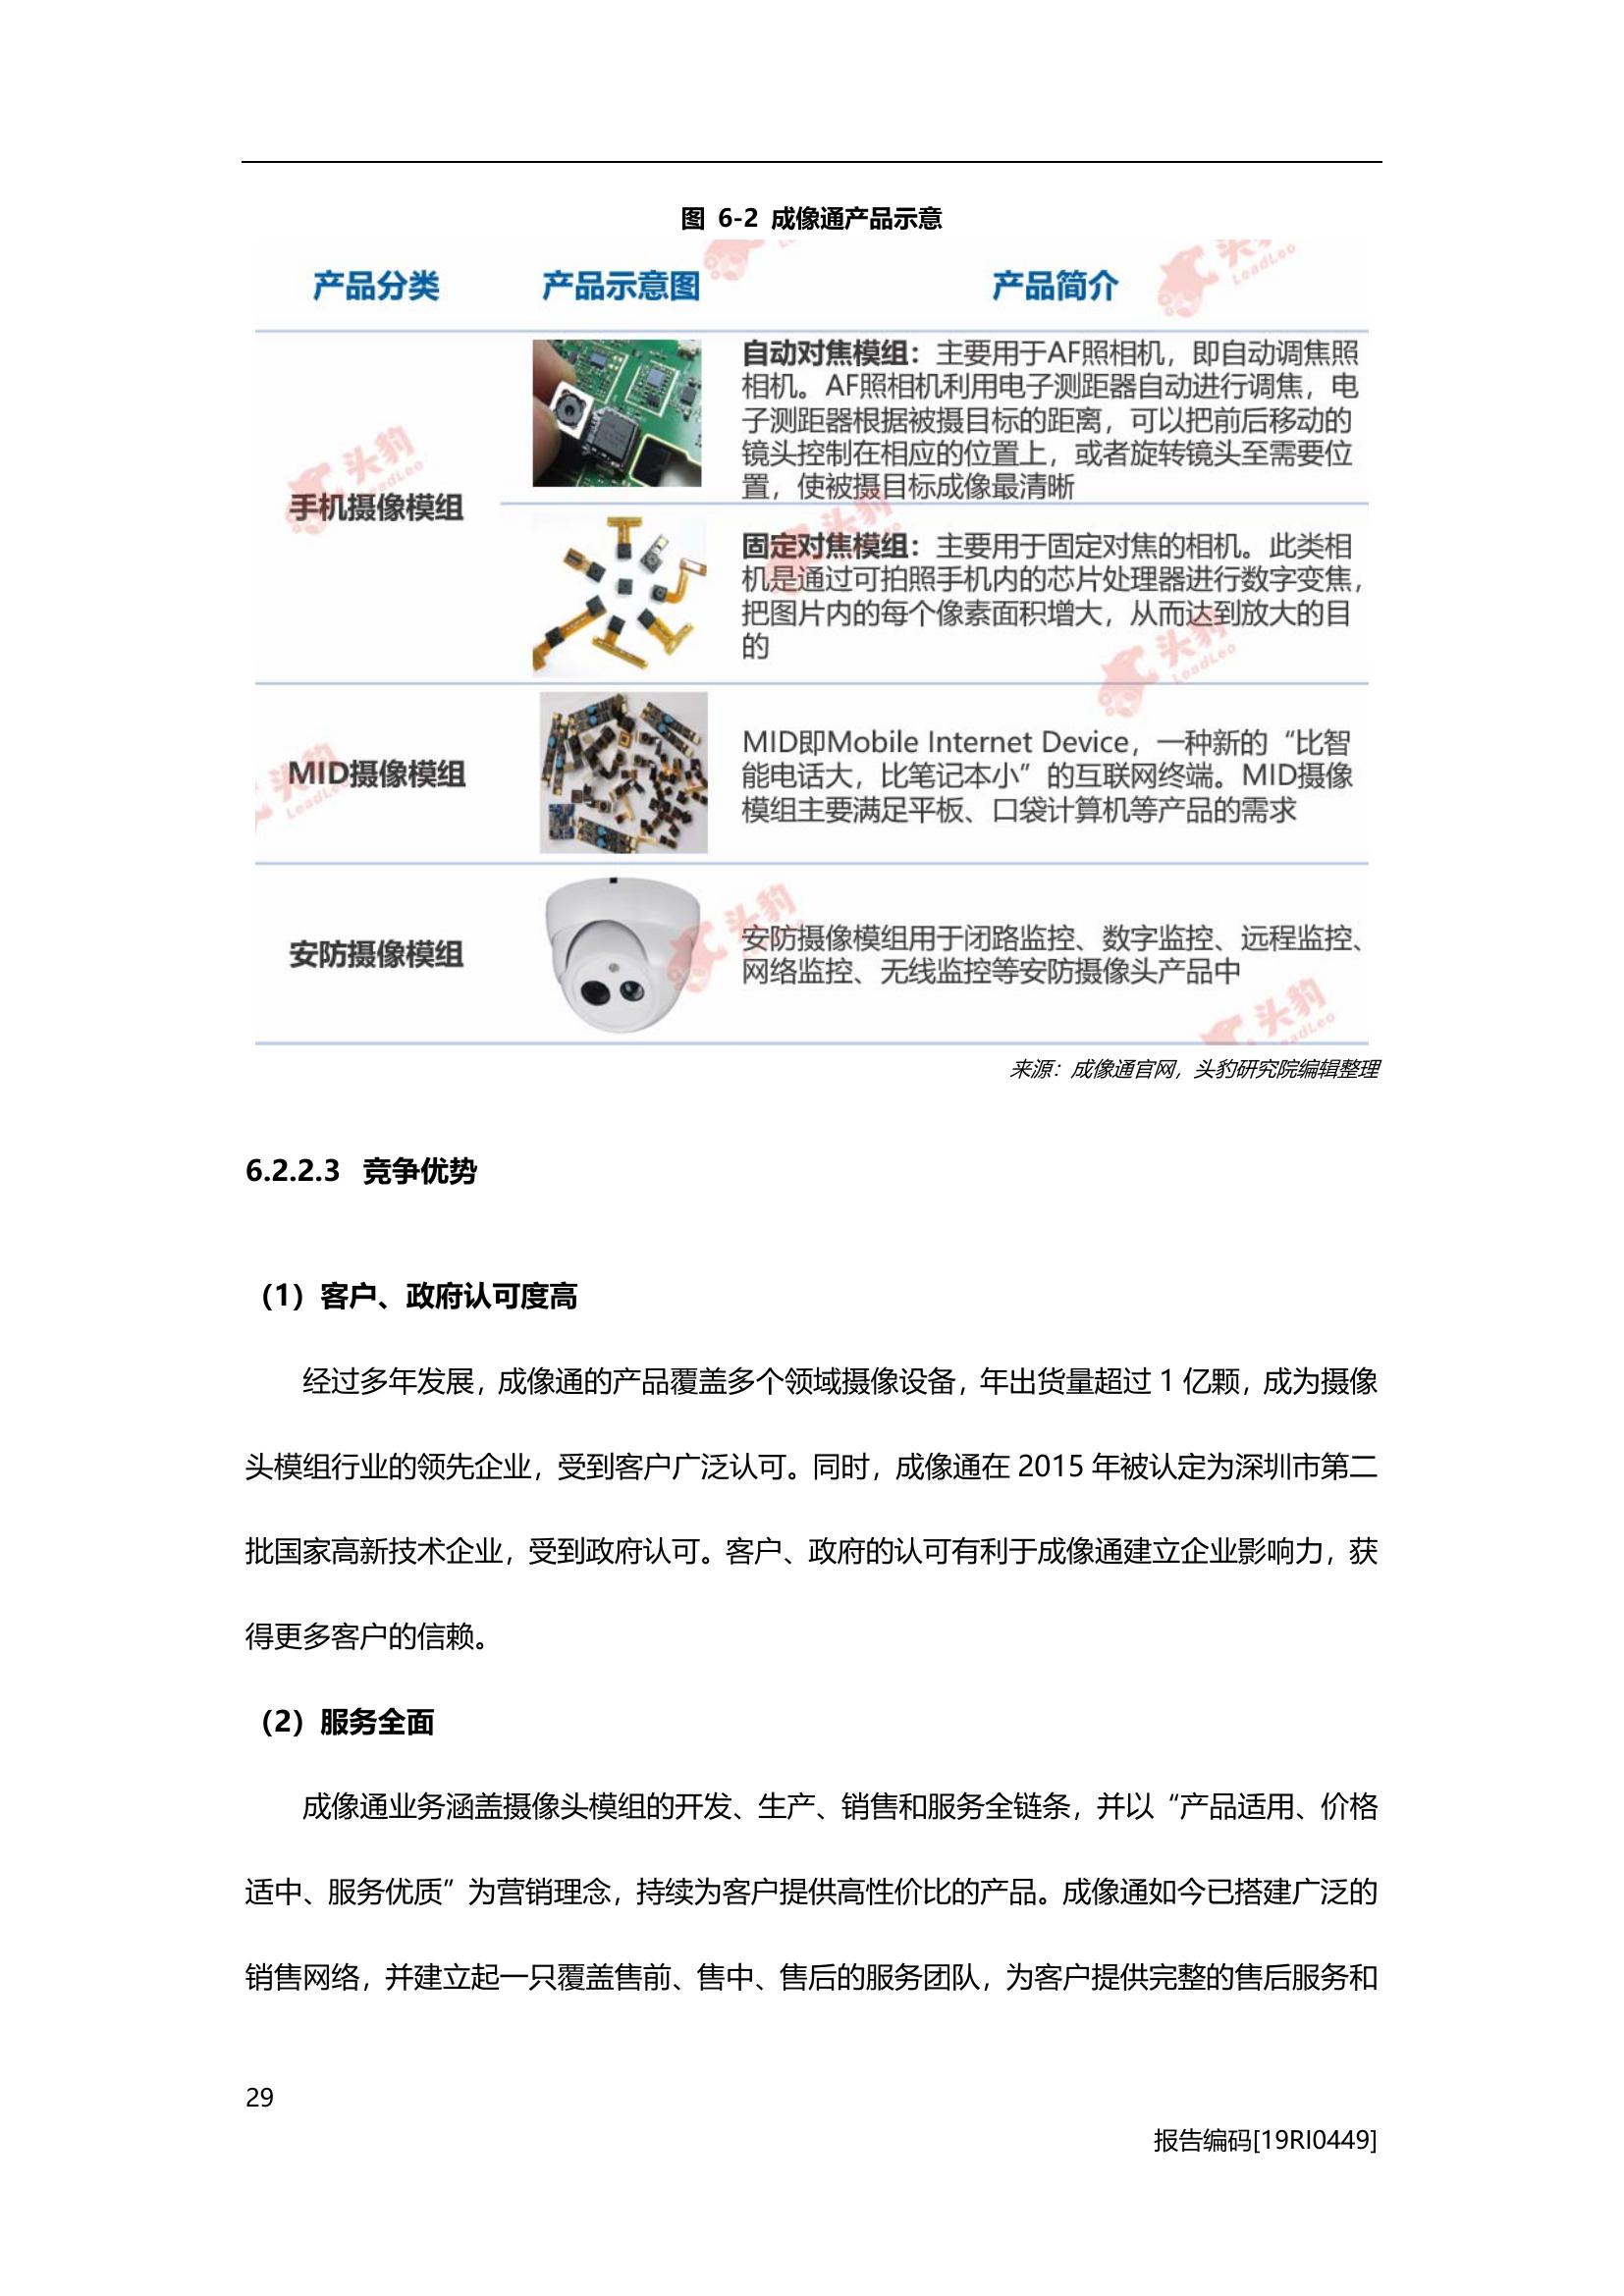 图 6-2 成像通产品示意
产品分类 产品示意图 产品简介
手机摄像模组
自动对焦模组：主要用于AF照相机，即自动调焦照
相机。AF照相机利用电子测距器自动进行调焦，电
子测距器根据被摄目标的距离，可以把前后移动的
镜头控制在相应的位置上，或者旋转镜头至需要位
置，使被摄目标成像最清晰
固定对焦模组：主要用于固定对焦的相机。此类相
机是通过可拍照手机内的芯片处理器进行数字变焦，
把图片内的每个像素面积增大，从而达到放大的目
的
MID摄像模组
MID即Mobile Internet Device，一种新的“比智
能电话大，比笔记本小”的互联网终端。MID摄像
模组主要满足平板、口袋计算机等产品的需求
安防摄像模组
安防摄像模组用于闭路监控、数字监控、远程监控、
网络监控、无线监控等安防摄像头产品中
头豹
LeadLeo
来源：成像通官网，头豹研究院编辑整理
6.2.2.3 竞争优势
（1）客户、政府认可度高
经过多年发展，成像通的产品覆盖多个领域摄像设备，年出货量超过 1 亿颗，成为摄像
头模组行业的领先企业，受到客户广泛认可。同时，成像通在 2015 年被认定为深圳市第二
批国家高新技术企业，受到政府认可。客户、政府的认可有利于成像通建立企业影响力，获
得更多客户的信赖。
（2）服务全面
成像通业务涵盖摄像头模组的开发、生产、销售和服务全链条，并以“产品适用、价格
适中、服务优质”为营销理念，持续为客户提供高性价比的产品。成像通如今已搭建广泛的
销售网络，并建立起一只覆盖售前、售中、售后的服务团队，为客户提供完整的售后服务和
29
报告编码[19RI0449]